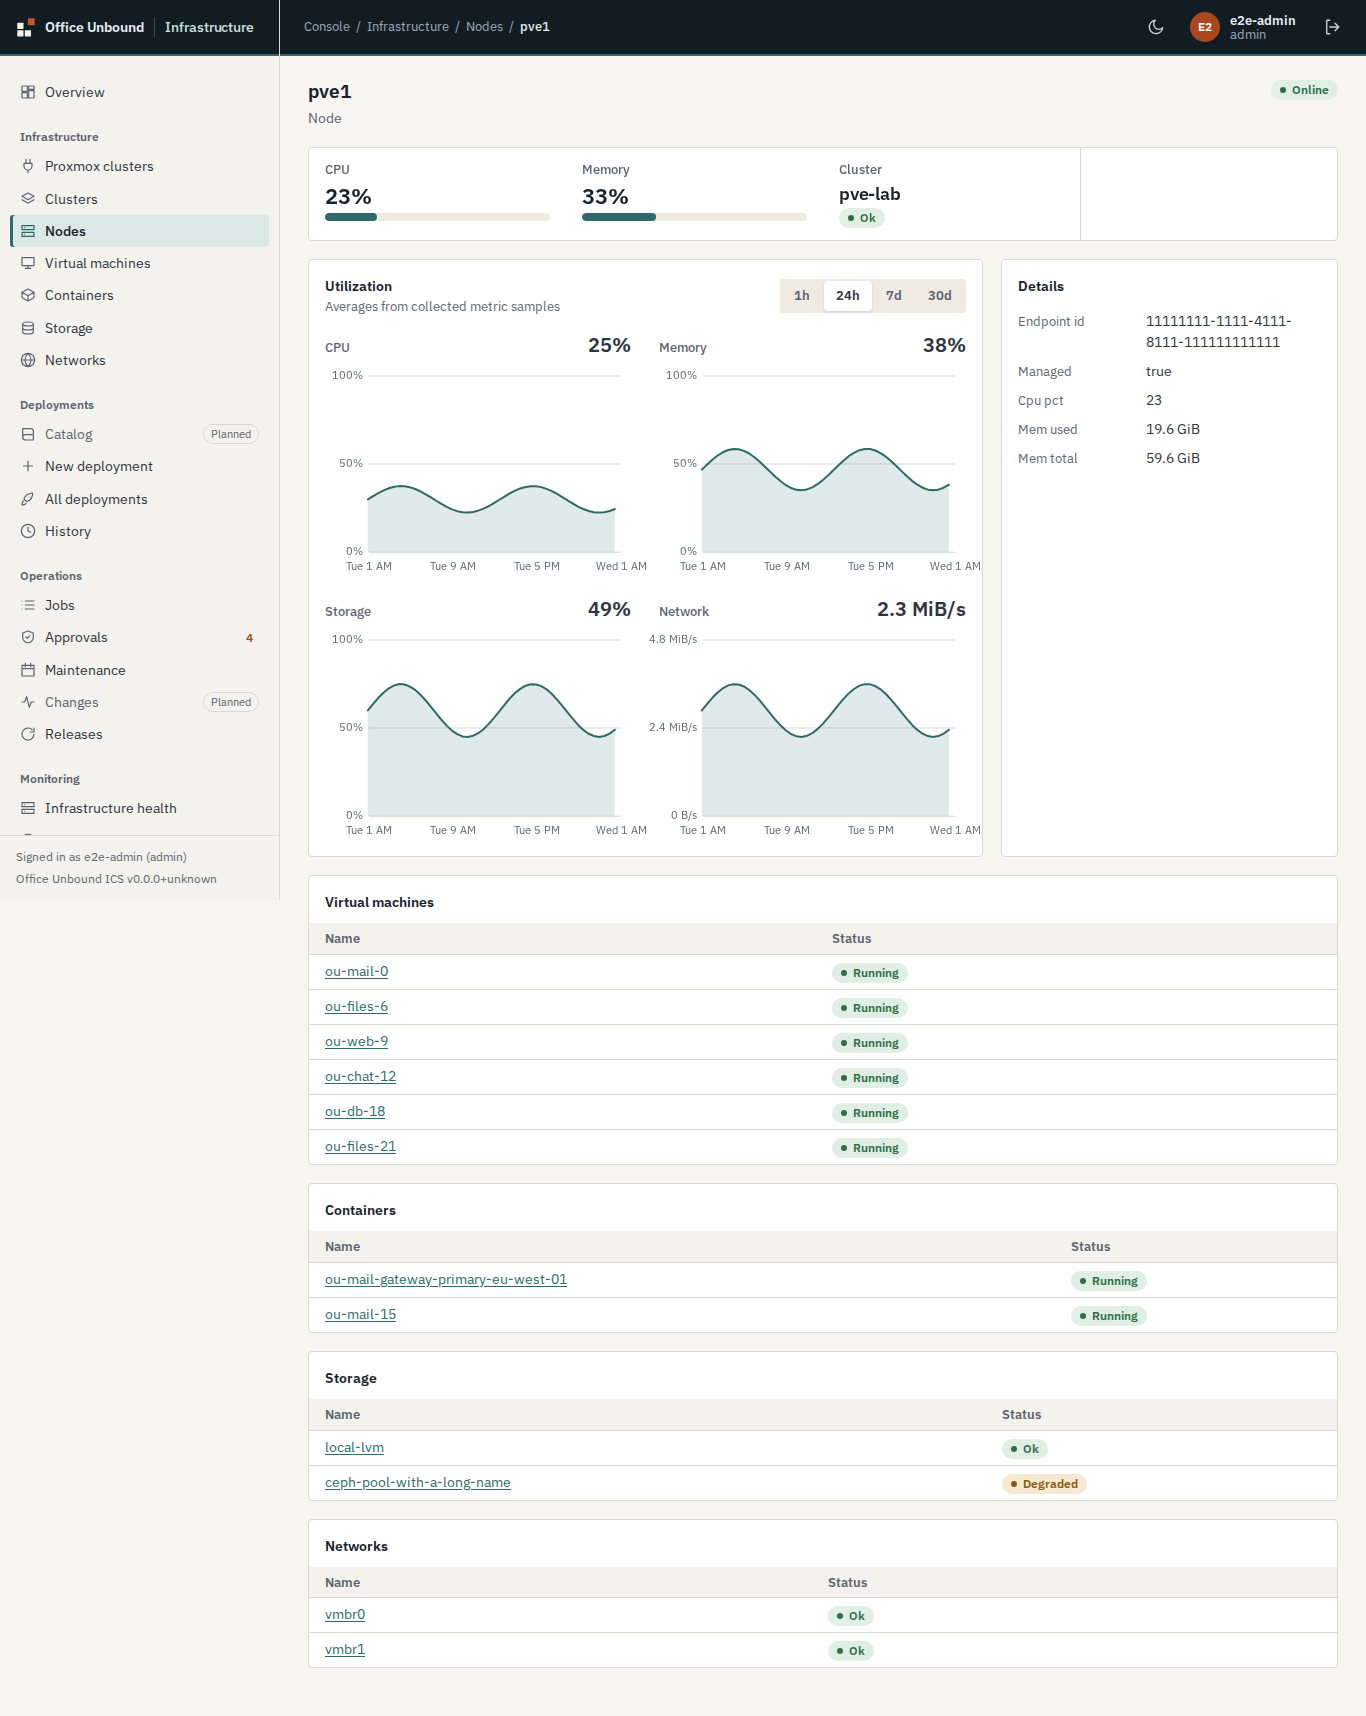 Office Unbound Infrastructure
Console / Infrastructure / Nodes / pve1
E2
e2e-admin
admin
Overview
Infrastructure
Proxmox clusters
Clusters
Nodes
Virtual machines
Containers
Storage
Networks
Deployments
Catalog Planned
New deployment
All deployments
History
Operations
Jobs
Approvals 4
Maintenance
Changes Planned
Releases
Monitoring
Infrastructure health
Signed in as e2e-admin (admin)
Office Unbound ICS v0.0.0+unknown
pve1
Online
Node
CPU
23%
Memory
33%
Cluster
pve-lab
Ok
Utilization
Averages from collected metric samples
1h 24h 7d 30d
CPU 25%
100%
50%
0%
Tue 1 AM Tue 9 AM Tue 5 PM Wed 1 AM
Memory 38%
100%
50%
0%
Tue 1 AM Tue 9 AM Tue 5 PM Wed 1 AM
Storage 49%
100%
50%
0%
Tue 1 AM Tue 9 AM Tue 5 PM Wed 1 AM
Network 2.3 MiB/s
4.8 MiB/s
2.4 MiB/s
0 B/s
Tue 1 AM Tue 9 AM Tue 5 PM Wed 1 AM
Details
Endpoint id 11111111-1111-4111-
8111-111111111111
Managed true
Cpu pct 23
Mem used 19.6 GiB
Mem total 59.6 GiB
Virtual machines
Name Status
ou-mail-0 Running
ou-files-6 Running
ou-web-9 Running
ou-chat-12 Running
ou-db-18 Running
ou-files-21 Running
Containers
Name Status
ou-mail-gateway-primary-eu-west-01 Running
ou-mail-15 Running
Storage
Name Status
local-lvm Ok
ceph-pool-with-a-long-name Degraded
Networks
Name Status
vmbr0 Ok
vmbr1 Ok